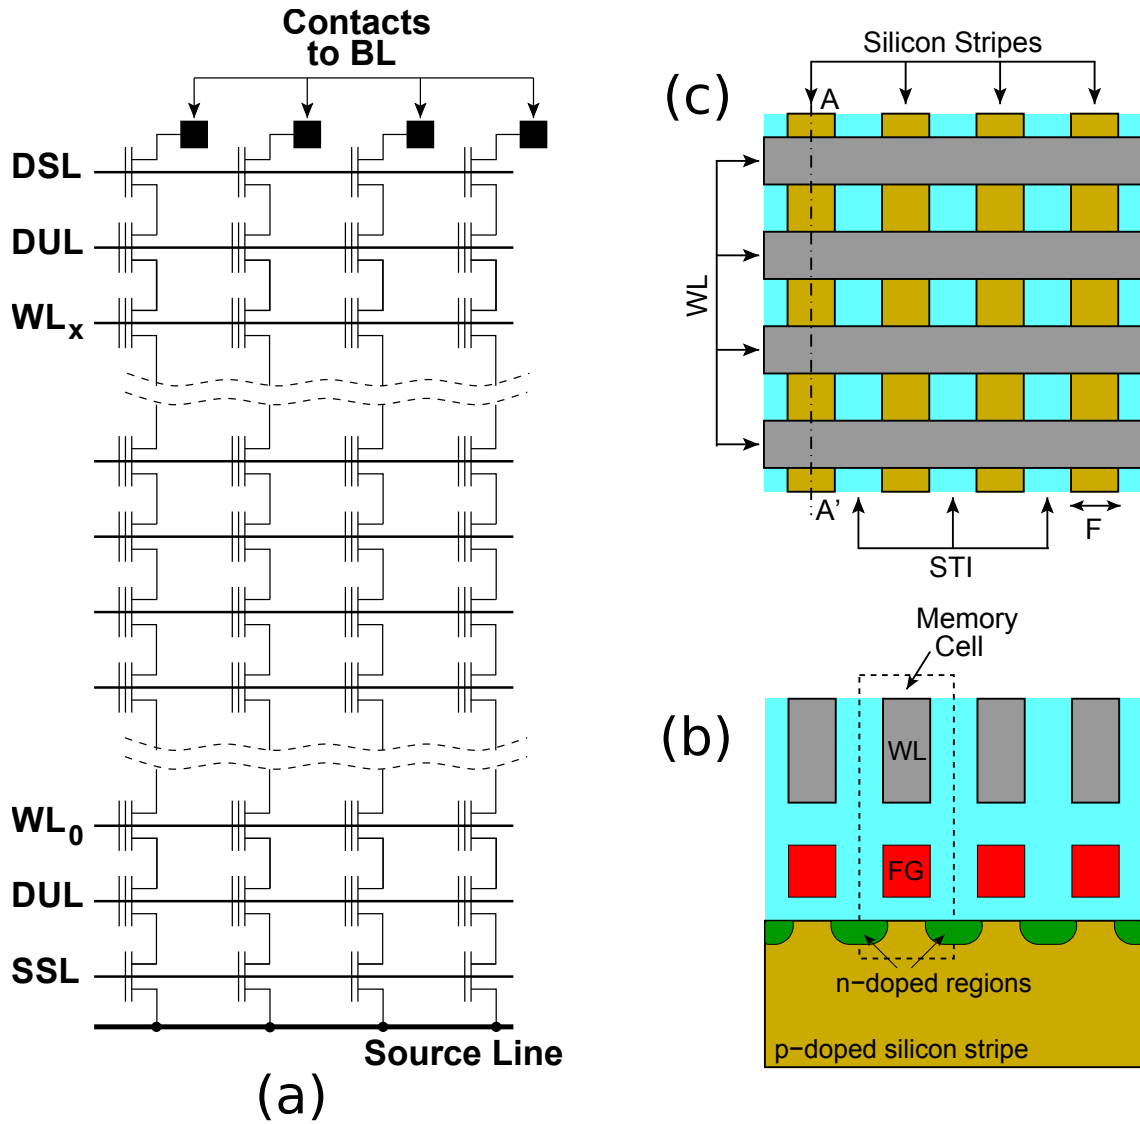 Contacts
to BL
DSL
DUL
WLx
WL0
DUL
SSL
Source Line
(a)
Silicon Stripes
(c)
A
WL
A'
F
STI
Memory
Cell
(b)
WL
FG
n−doped regions
p−doped silicon stripe